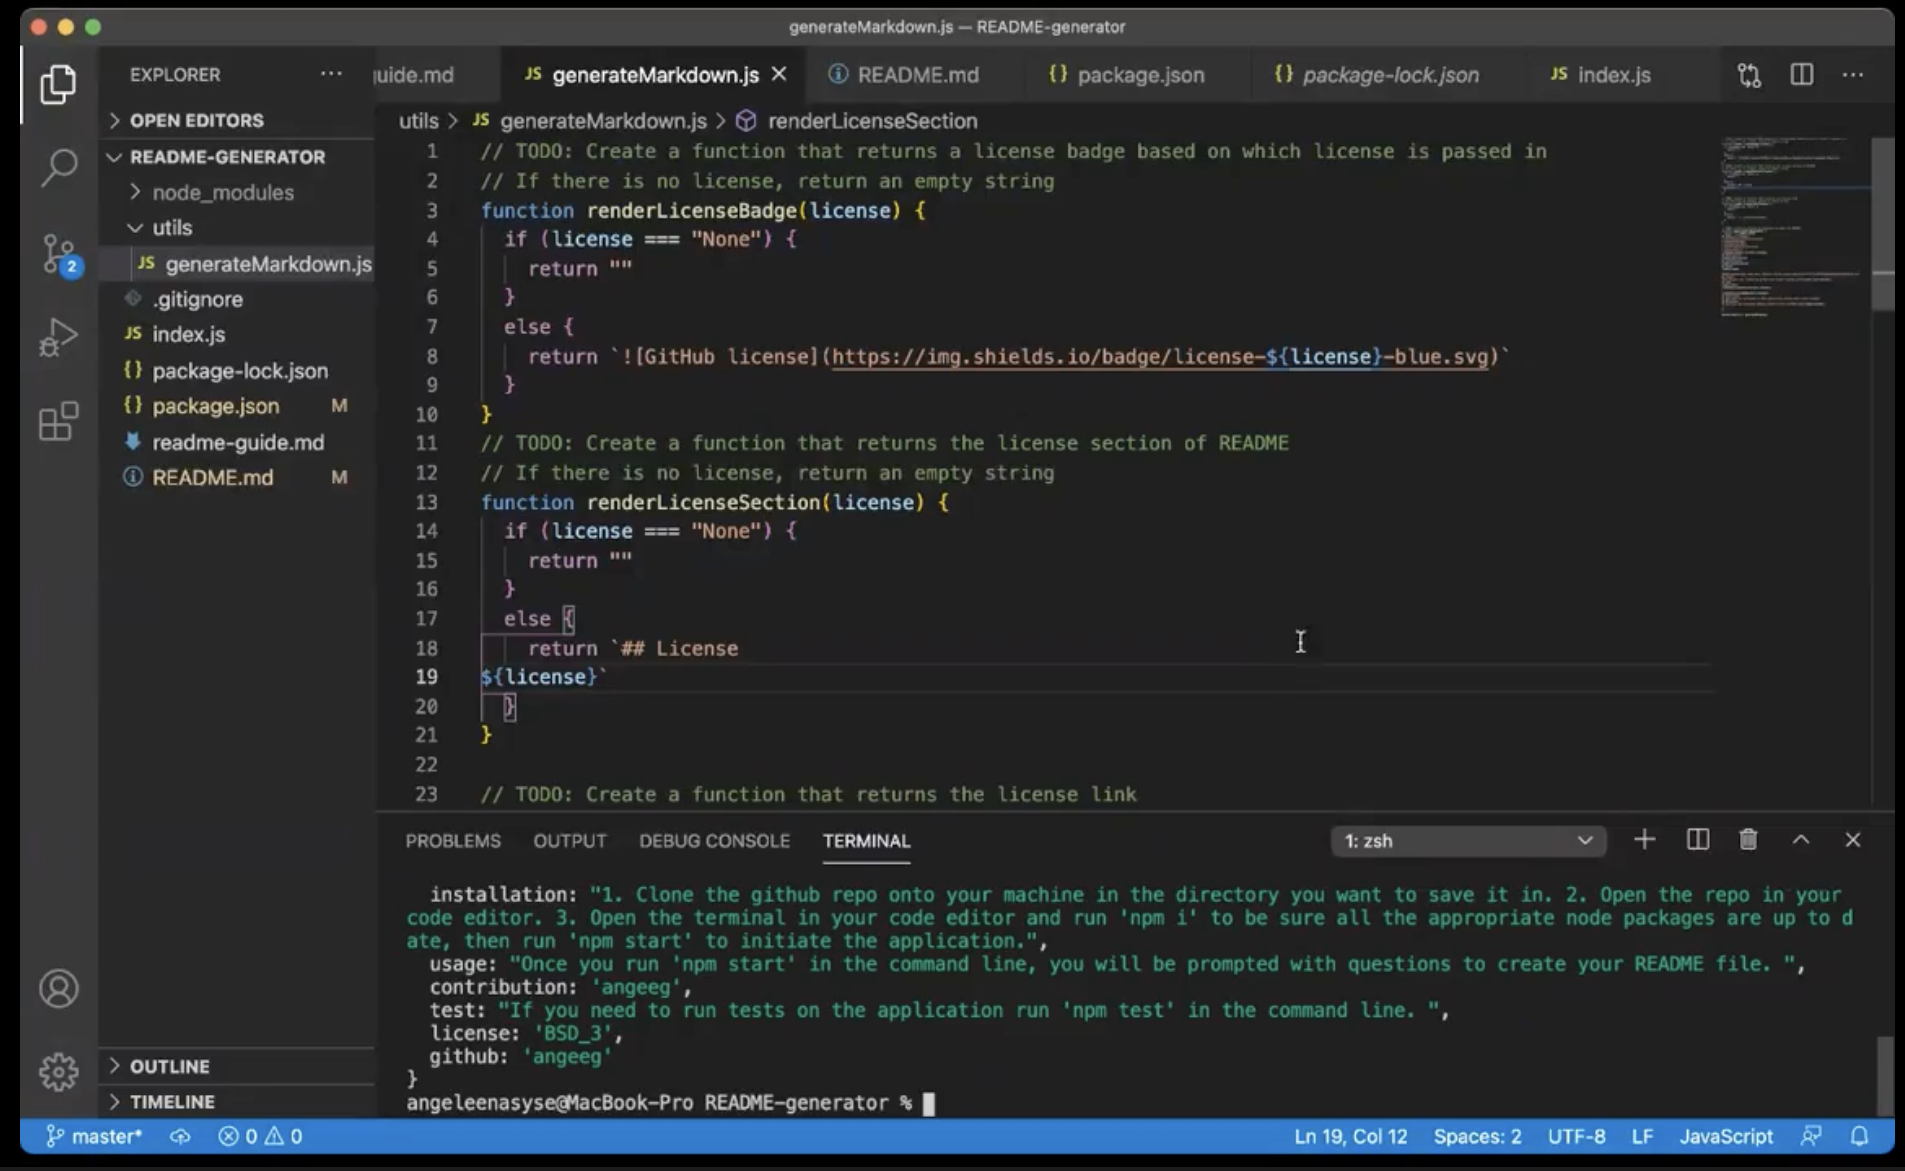 generateMarkdown.js — README-generator
EXPLORER ···
guide.md JS generateMarkdown.js × README.md {} package.json {} package-lock.json JS index.js ···
> OPEN EDITORS
README-GENERATOR
node_modules
utils
JS generateMarkdown.js
.gitignore
JS index.js
{} package-lock.json
{} package.json M
readme-guide.md
README.md M
OUTLINE
TIMELINE
2
utils > JS generateMarkdown.js > renderLicenseSection
1 // TODO: Create a function that returns a license badge based on which license is passed in
2 // If there is no license, return an empty string
3 function renderLicenseBadge(license) {
4 if (license === "None") {
5 return ""
6 }
7 else {
8 return `![GitHub license](https://img.shields.io/badge/license-${license}-blue.svg)`
9 }
10 }
11 // TODO: Create a function that returns the license section of README
12 // If there is no license, return an empty string
13 function renderLicenseSection(license) {
14 if (license === "None") {
15 return ""
16 }
17 else {
18 return `## License
19 ${license}`
20 }
21 }
22
23 // TODO: Create a function that returns the license link
PROBLEMS OUTPUT DEBUG CONSOLE TERMINAL 1: zsh
installation: "1. Clone the github repo onto your machine in the directory you want to save it in. 2. Open the repo in your
code editor. 3. Open the terminal in your code editor and run 'npm i' to be sure all the appropriate node packages are up to d
ate, then run 'npm start' to initiate the application.",
usage: "Once you run 'npm start' in the command line, you will be prompted with questions to create your README file. ",
contribution: 'angeeg',
test: "If you need to run tests on the application run 'npm test' in the command line. ",
license: 'BSD_3',
github: 'angeeg'
}
angeleenasyse@MacBook-Pro README-generator %
master* 0 0 Ln 19, Col 12 Spaces: 2 UTF-8 LF JavaScript